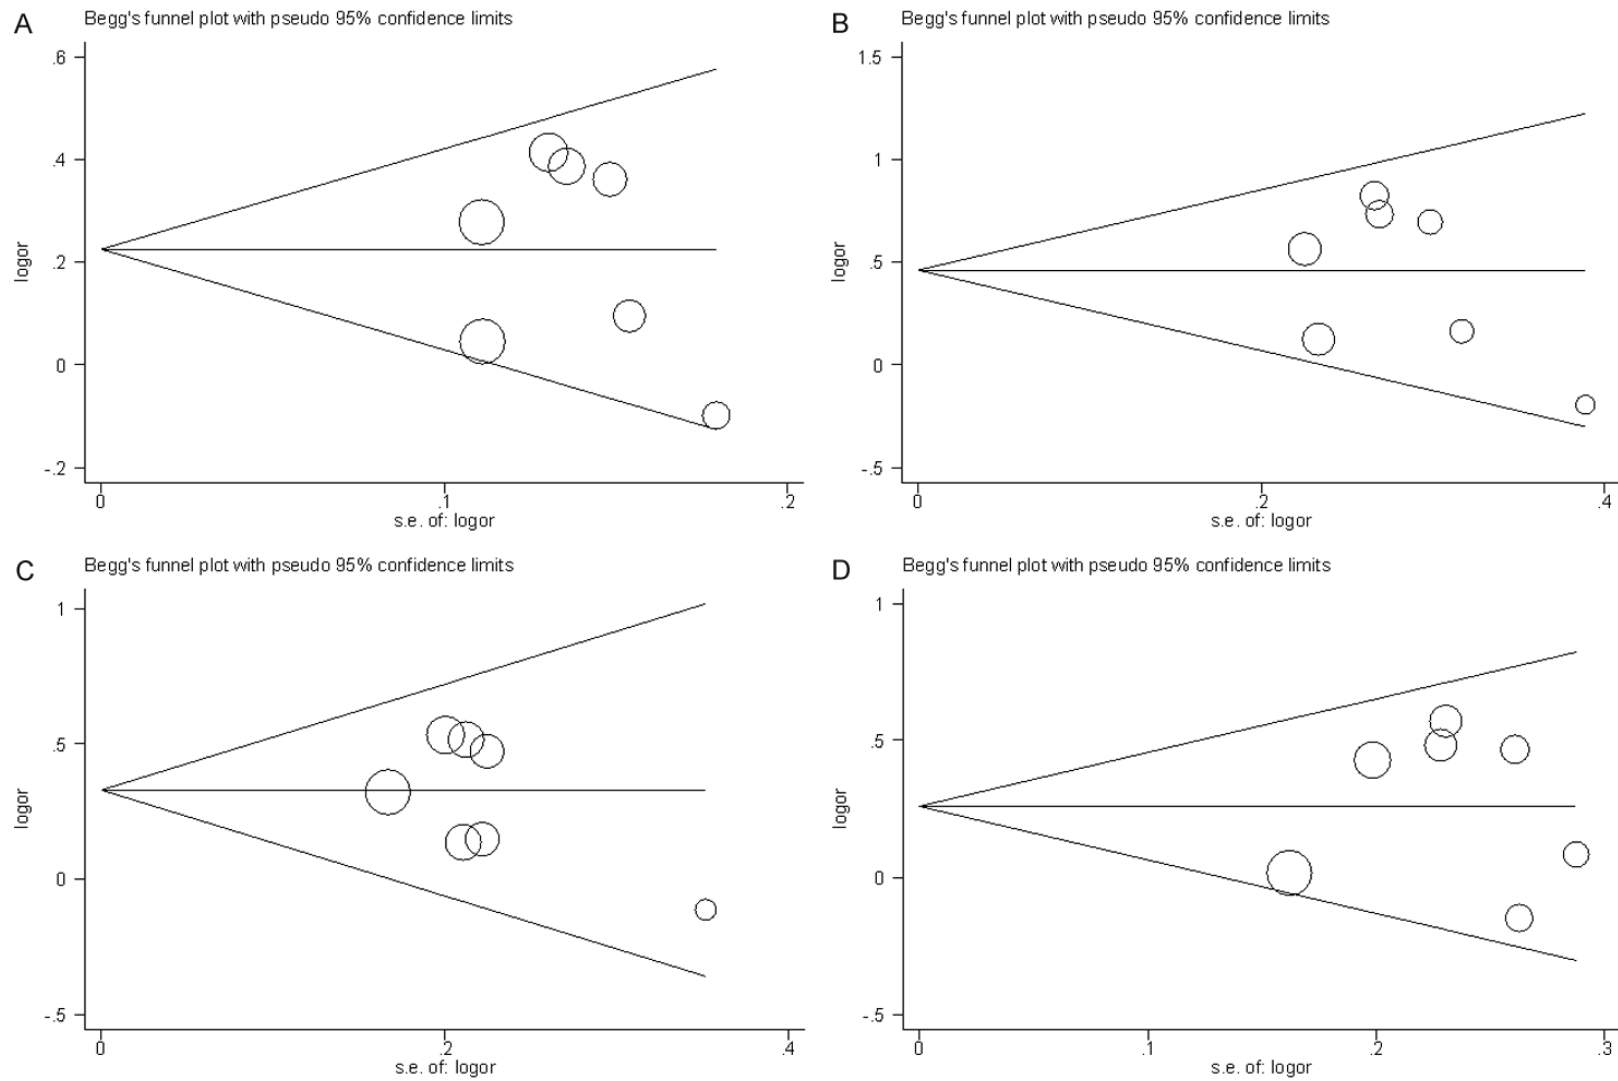 A
Begg's funnel plot with pseudo 95% confidence limits
.6
.4
.2
0
-.2
logor
0
.1
.2
s.e. of: logor
B
Begg's funnel plot with pseudo 95% confidence limits
1.5
1
.5
0
-.5
logor
0
.2
.4
s.e. of: logor
C
Begg's funnel plot with pseudo 95% confidence limits
1
.5
0
-.5
logor
0
.2
.4
s.e. of: logor
D
Begg's funnel plot with pseudo 95% confidence limits
1
.5
0
-.5
logor
0
.1
.2
.3
s.e. of: logor